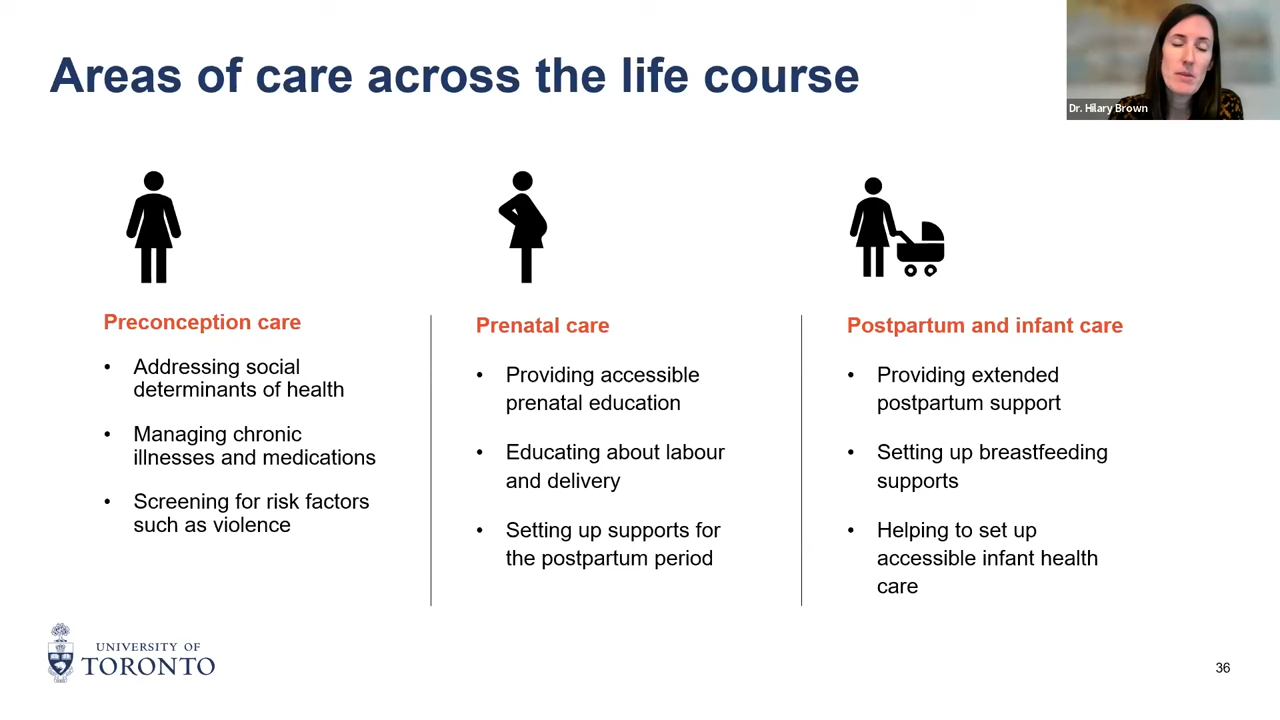 Areas of care across the life course
Dr. Hilary Brown
Preconception care
• Addressing social
determinants of health
• Managing chronic
illnesses and medications
• Screening for risk factors
such as violence
Prenatal care
• Providing accessible
prenatal education
• Educating about labour
and delivery
• Setting up supports for
the postpartum period
Postpartum and infant care
• Providing extended
postpartum support
• Setting up breastfeeding
supports
• Helping to set up
accessible infant health
care
UNIVERSITY OF
TORONTO
36